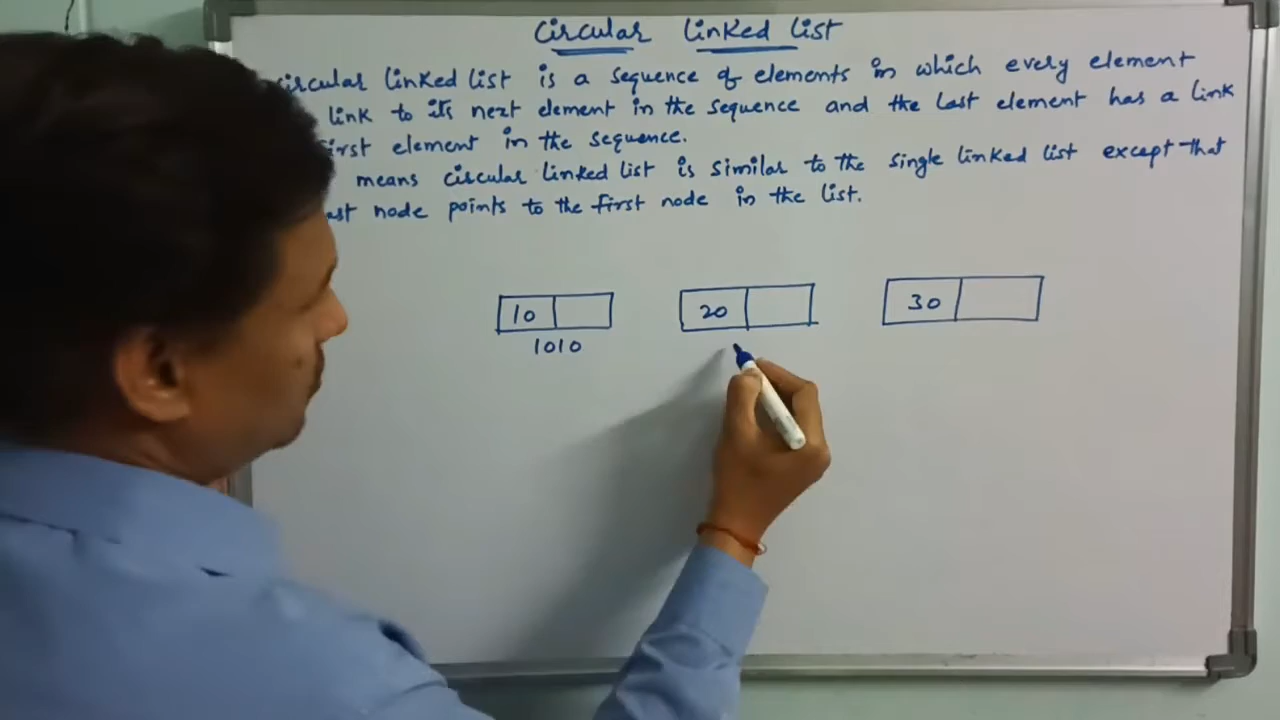 Circular Linked List
circular linked list is a sequence of elements in which every element
link to its next element in the sequence and the last element has a link
first element in the sequence.
means circular linked list is similar to the single linked list except that
node points to the first node in the list.
10 20 30
1010